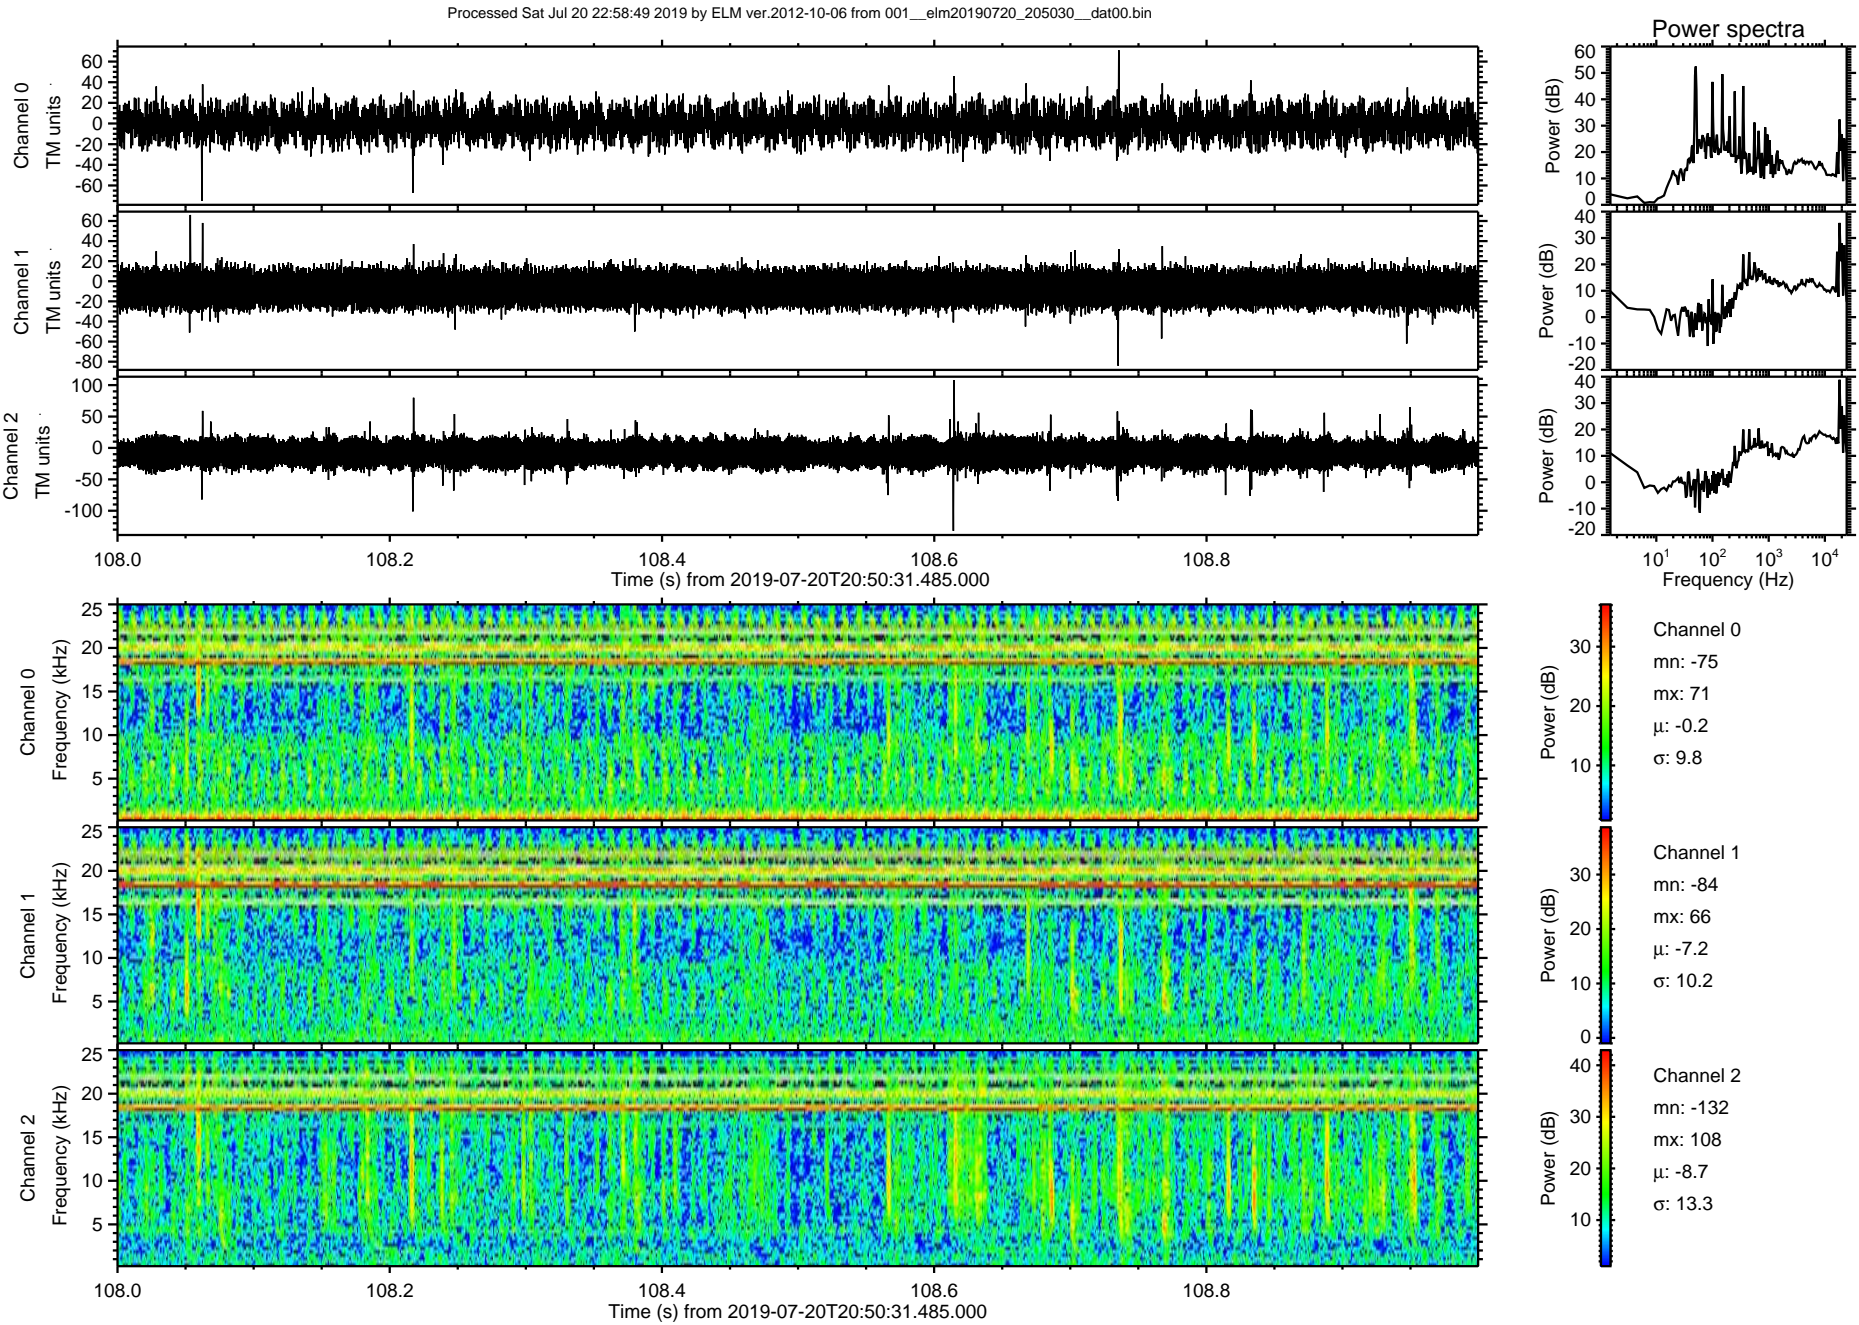 Processed Sat Jul 20 22:58:49 2019 by ELM ver.2012-10-06 from 001__elm20190720_205030__dat00.bin
Power spectra
Channel 0
TM units
60
40
20
0
-20
-40
-60
Power (dB)
60
50
40
30
20
10
0
Channel 1
TM units
60
40
20
0
-20
-40
-60
-80
Power (dB)
40
30
20
10
0
-10
-20
Channel 2
TM units
100
50
0
-50
-100
Power (dB)
40
30
20
10
0
-10
-20
108.0 108.2 108.4 108.6 108.8
Time (s) from 2019-07-20T20:50:31.485.000
10¹ 10² 10³ 10⁴
Frequency (Hz)
Channel 0
Frequency (kHz)
25
20
15
10
5
Power (dB)
30
20
10
Channel 0
mn: -75
mx: 71
μ: -0.2
σ: 9.8
Channel 1
Frequency (kHz)
25
20
15
10
5
Power (dB)
30
20
10
0
Channel 1
mn: -84
mx: 66
μ: -7.2
σ: 10.2
Channel 2
Frequency (kHz)
25
20
15
10
5
Power (dB)
40
30
20
10
Channel 2
mn: -132
mx: 108
μ: -8.7
σ: 13.3
108.0 108.2 108.4 108.6 108.8
Time (s) from 2019-07-20T20:50:31.485.000